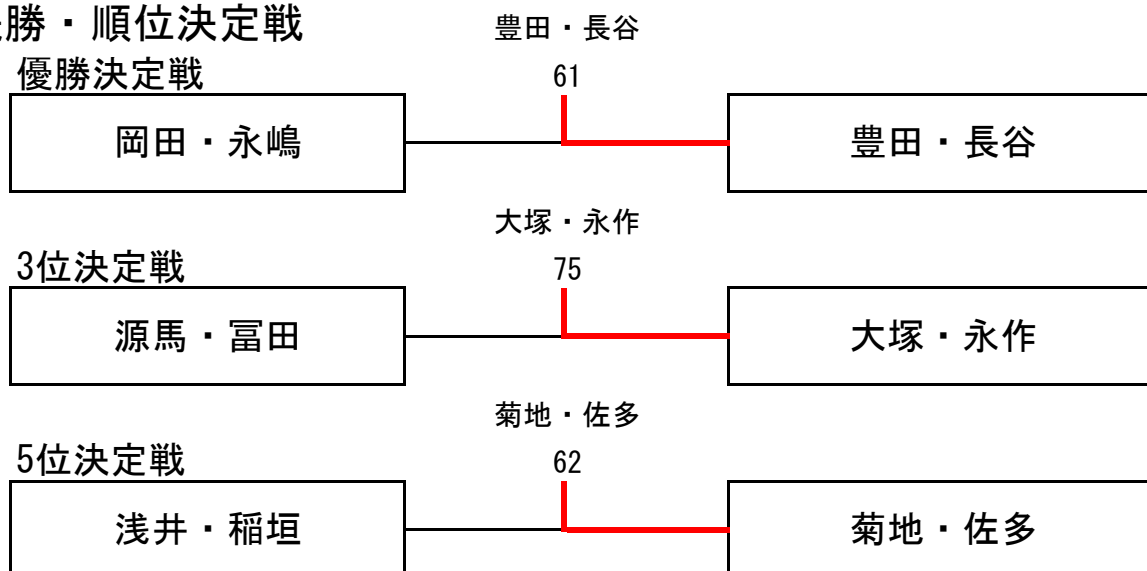 勝・順位決定戦
豊田・長谷
優勝決定戦
61
岡田・永嶋
豊田・長谷
大塚・永作
3位決定戦
75
源馬・冨田
大塚・永作
菊地・佐多
5位決定戦
62
浅井・稲垣
菊地・佐多